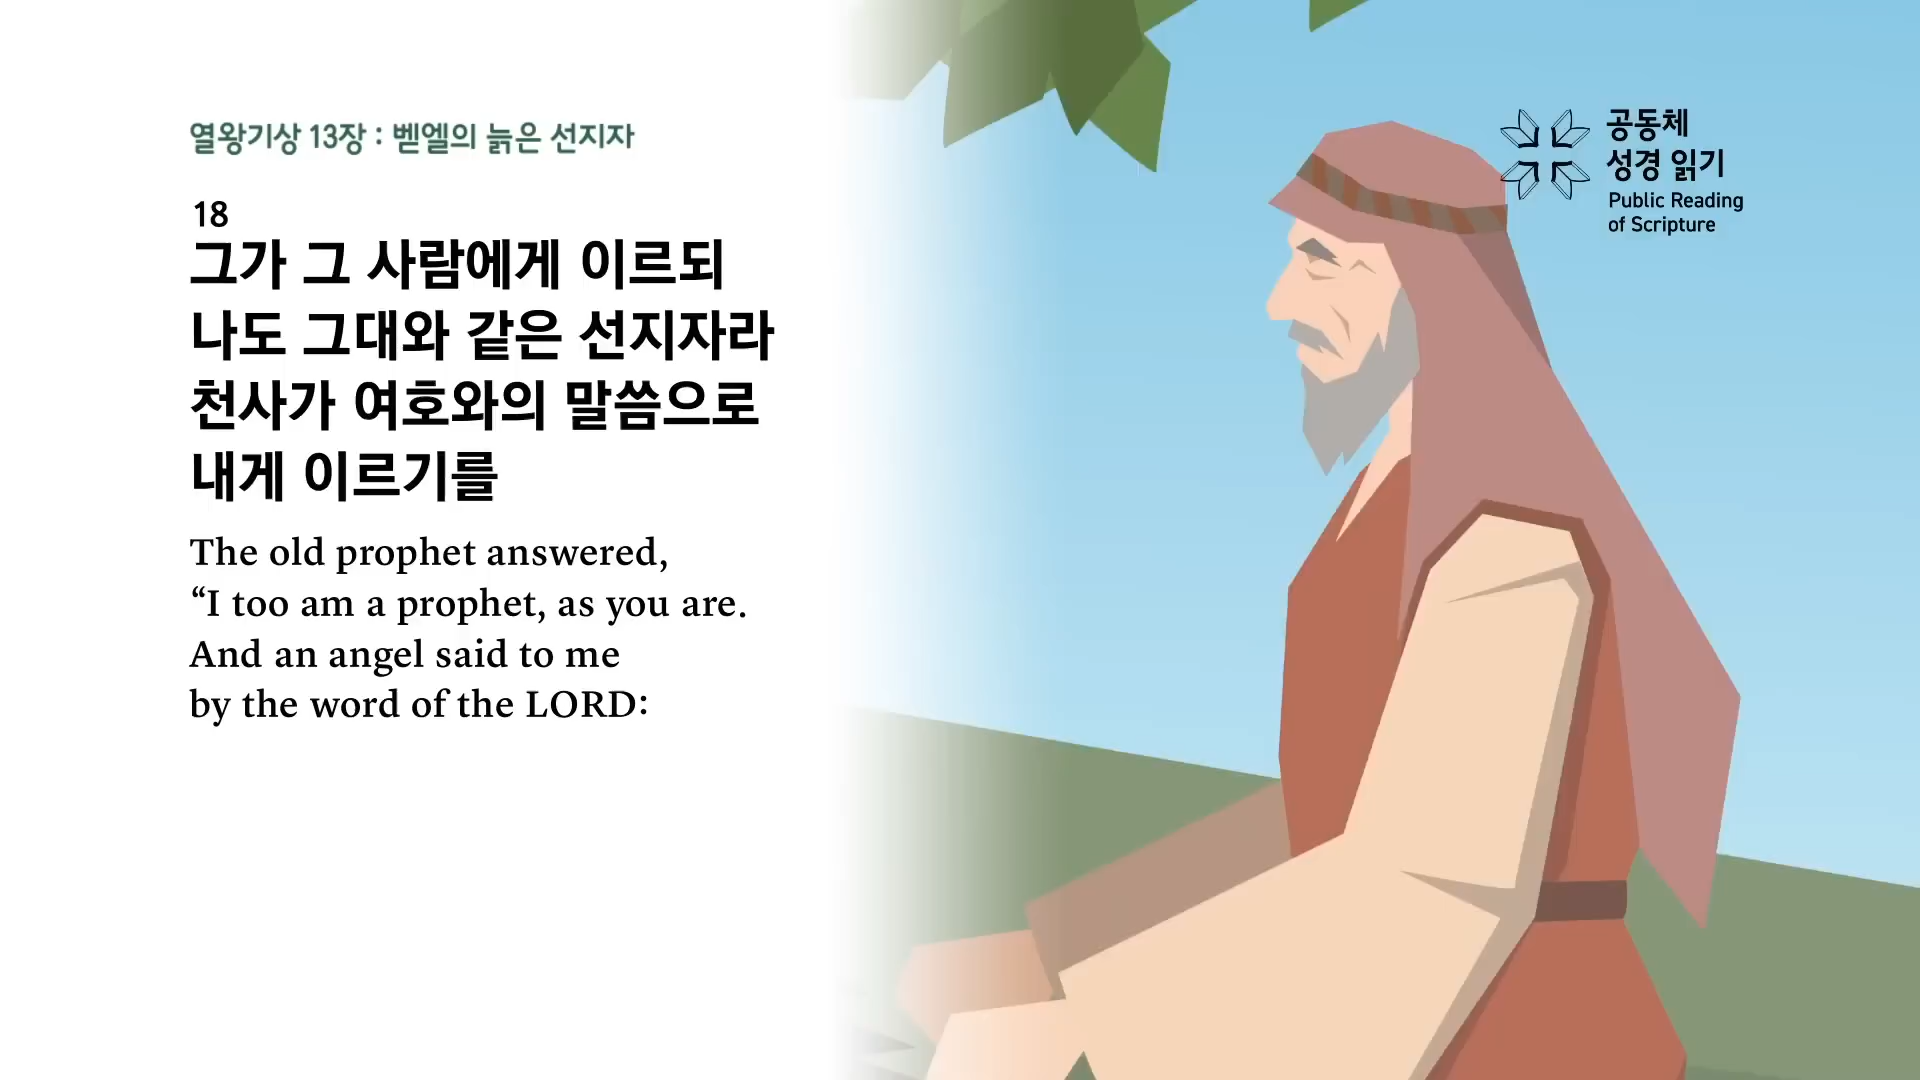 열왕기상 13장 : 벧엘의 늙은 선지자
18
그가 그 사람에게 이르되
나도 그대와 같은 선지자라
천사가 여호와의 말씀으로
내게 이르기를
The old prophet answered,
“I too am a prophet, as you are.
And an angel said to me
by the word of the LORD:
공동체
성경 읽기
Public Reading
of Scripture